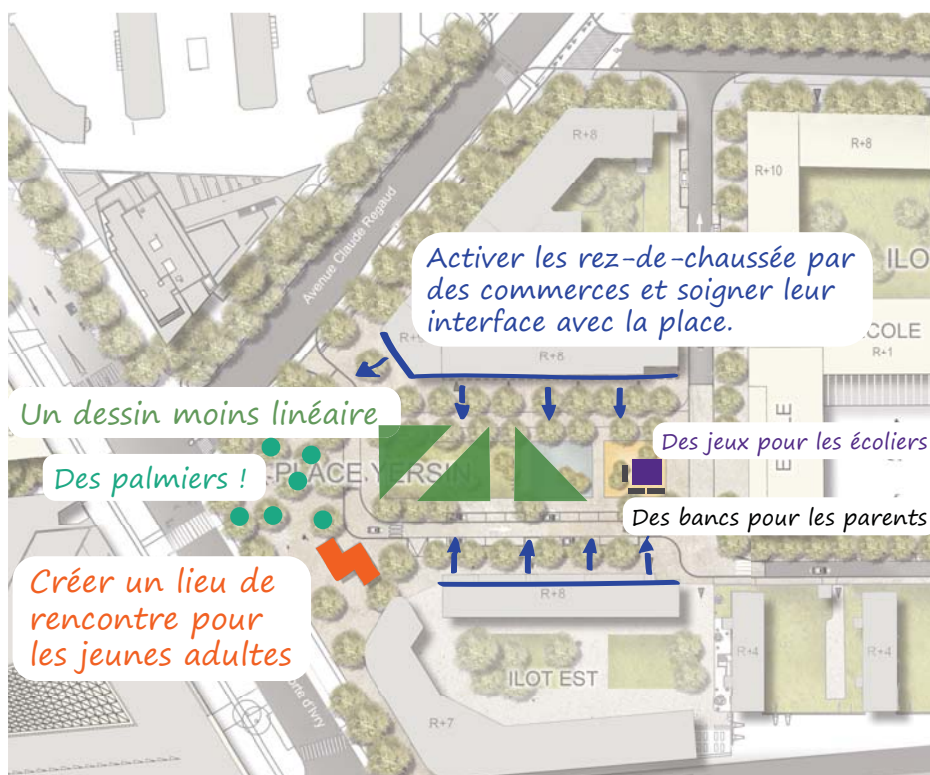 R+8
R+8
R+10
Avenue Claude Regaud
Activer les rez-de-chaussée par
des commerces et soigner leur
interface avec la place.
ILO
COLE
R+1
R+8
Un dessin moins linéaire
Des jeux pour les écoliers
PLACE YERSIN
Des palmiers !
Des bancs pour les parents
Créer un lieu de
rencontre pour
les jeunes adultes
R+8
R+4
R+4
ILOT EST
orte d'Ivry
R+7